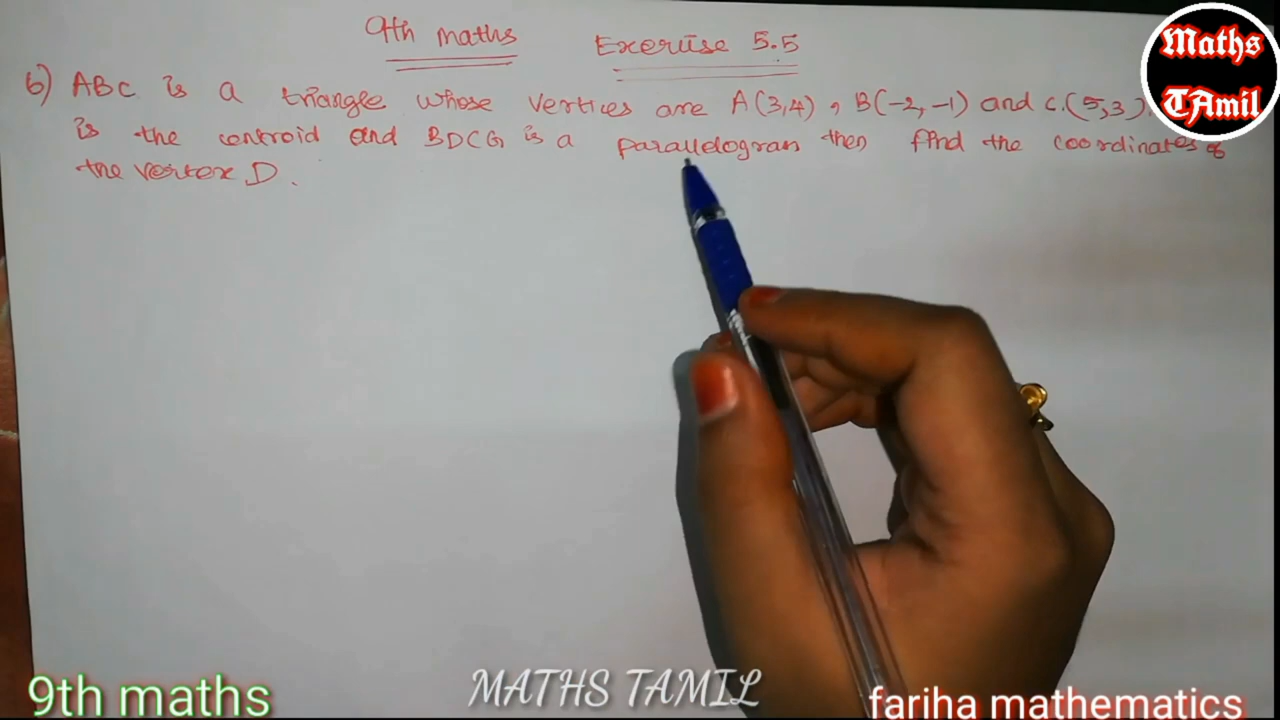 9th maths Exercise 5.5
6) ABC is a triangle whose verties are A(3,4), B(-2,-1) and C.(5,3).
is the centroid and BDCG is a parallelogram then find the coordinates of
the vertex D.
Maths
TAmil
9th maths
MATHS TAMIL
fariha mathematics